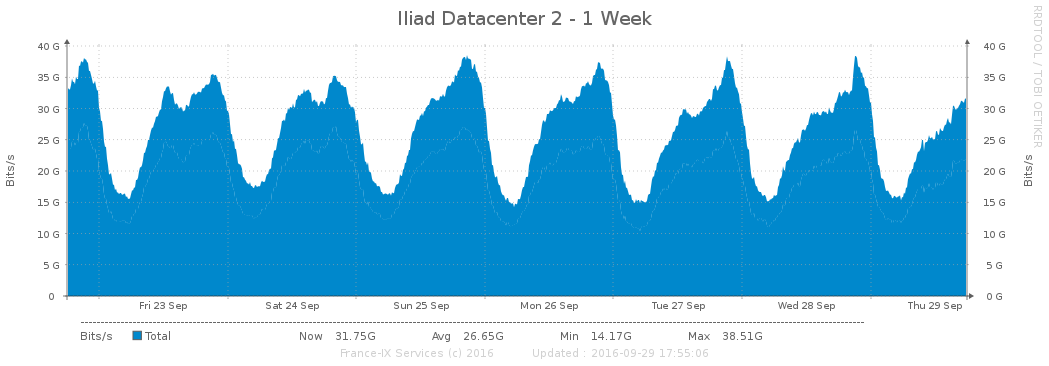 Iliad Datacenter 2 - 1 Week
RRDTOOL / TOBI OETIKER
Bits/s
40 G 40 G
35 G 35 G
30 G 30 G
25 G 25 G
20 G 20 G
15 G 15 G
10 G 10 G
5 G 5 G
0 0 G
Bits/s
Fri 23 Sep Sat 24 Sep Sun 25 Sep Mon 26 Sep Tue 27 Sep Wed 28 Sep Thu 29 Sep
Bits/s Total Now 31.75G Avg 26.65G Min 14.17G Max 38.51G
France-IX Services (c) 2016 Updated : 2016-09-29 17:55:06